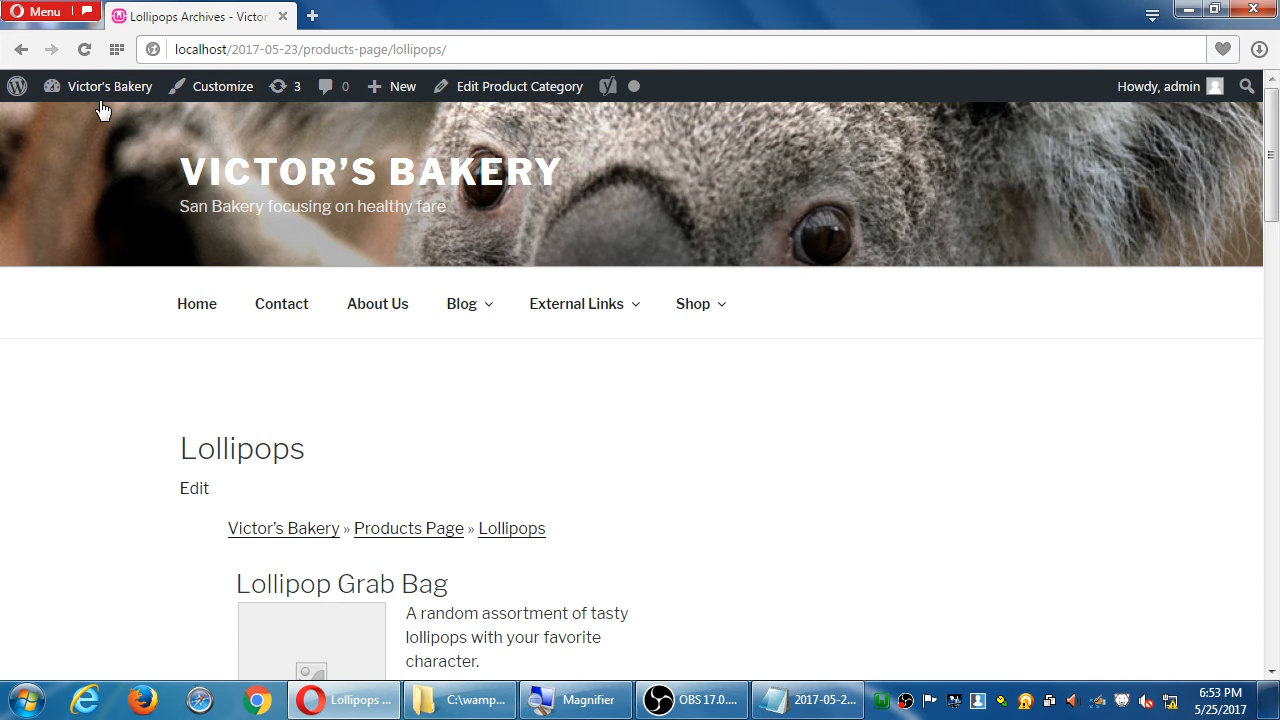 Menu
Lollipops Archives - Victor
localhost/2017-05-23/products-page/lollipops/
Victor's Bakery
Customize
3
0
New
Edit Product Category
Howdy, admin
VICTOR'S BAKERY
San Bakery focusing on healthy fare
Home
Contact
About Us
Blog
External Links
Shop
Lollipops
Edit
Victor's Bakery » Products Page » Lollipops
Lollipop Grab Bag
A random assortment of tasty
lollipops with your favorite
character.
Lollipops ...
C:\wamp...
Magnifier
OBS 17.0....
2017-05-2...
6:53 PM
5/25/2017